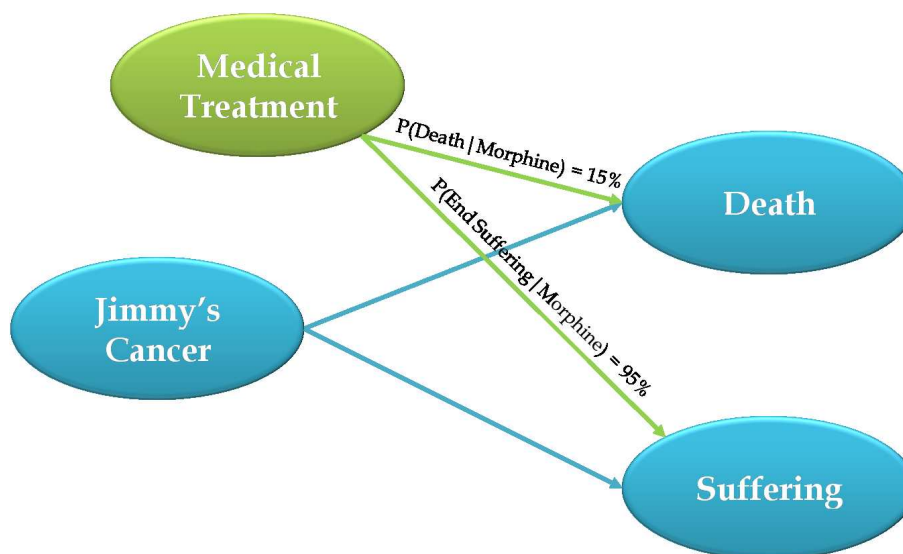 Medical
Treatment
P(Death|Morphine) = 15%
P(End Suffering|Morphine) = 95%
Death
Jimmy’s
Cancer
Suffering